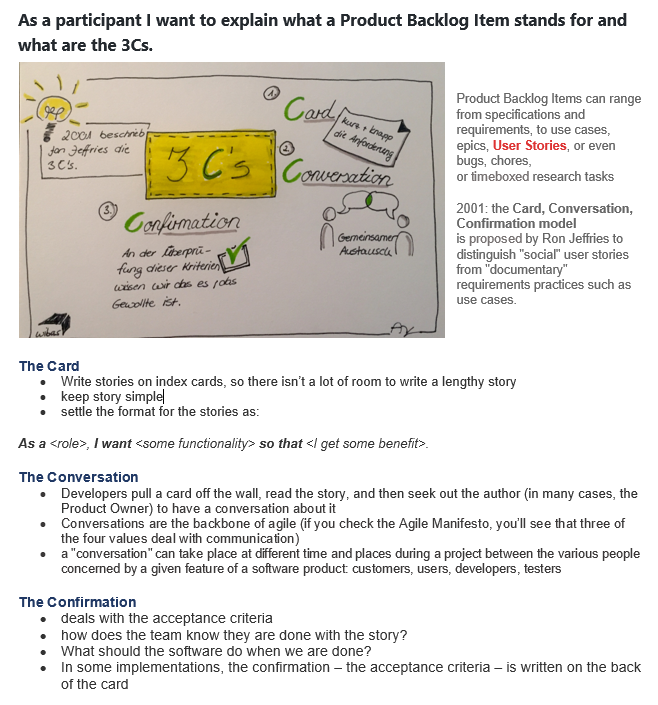 As a participant I want to explain what a Product Backlog Item stands for and
what are the 3Cs.
2001 beschrieb
Jon Jeffries die
3 C's.
3 C's
1.
Card
kurz + knapp
die Anforderung
2.
Conversation
Gemeinsamer
Austausch
3.
Confirmation
An der Überprü-
fung dieser Kriterien
wissen wir das es das
Gewollte ist.
wibas
Product Backlog Items can range
from specifications and
requirements, to use cases,
epics, User Stories, or even
bugs, chores,
or timeboxed research tasks
2001: the Card, Conversation,
Confirmation model
is proposed by Ron Jeffries to
distinguish "social" user stories
from "documentary"
requirements practices such as
use cases.
The Card
• Write stories on index cards, so there isn't a lot of room to write a lengthy story
• keep story simple
• settle the format for the stories as:
As a <role>, I want <some functionality> so that <I get some benefit>.
The Conversation
• Developers pull a card off the wall, read the story, and then seek out the author (in many cases, the
Product Owner) to have a conversation about it
• Conversations are the backbone of agile (if you check the Agile Manifesto, you'll see that three of
the four values deal with communication)
• a "conversation" can take place at different time and places during a project between the various people
concerned by a given feature of a software product: customers, users, developers, testers
The Confirmation
• deals with the acceptance criteria
• how does the team know they are done with the story?
• What should the software do when we are done?
• In some implementations, the confirmation – the acceptance criteria – is written on the back
of the card